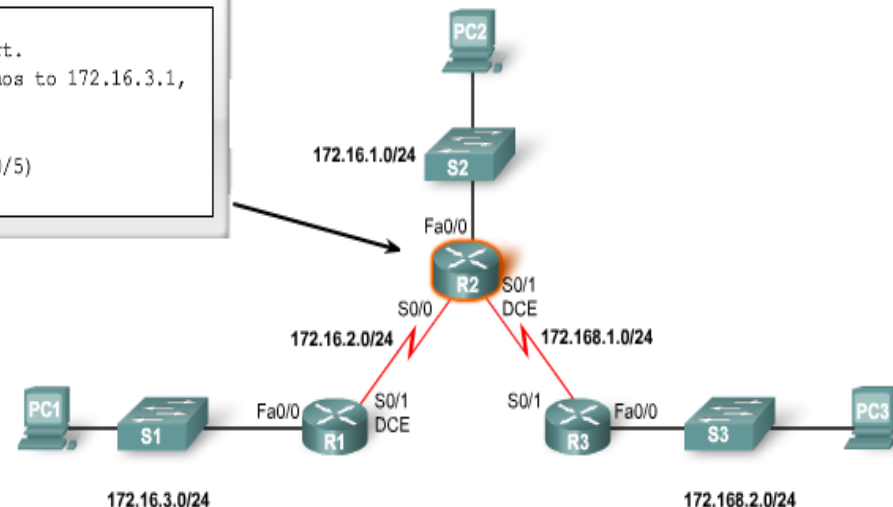 rt.
nos to 172.16.3.1,
/5)
PC2
172.16.1.0/24
S2
Fa0/0
R2
S0/1
DCE
S0/0
172.16.2.0/24
172.168.1.0/24
PC1
S1
Fa0/0
S0/1
DCE
R1
S0/1
R3
Fa0/0
S3
PC3
172.16.3.0/24
172.168.2.0/24